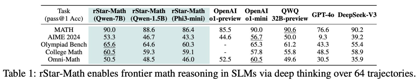 Task rStar-Math rStar-Math rStar-Math OpenAI OpenAI QWQ GPT-4o DeepSeek-V3
(pass@1 Acc) (Qwen-7B) (Qwen-1.5B) (Phi3-mini) o1-preview o1-mini 32B-preview
MATH 90.0 88.6 86.4 85.5 90.0 90.6 76.6 90.2
AIME 2024 53.3 46.7 43.3 44.6 56.7 50.0 9.3 39.2
Olympiad Bench 65.6 64.6 60.3 - 65.3 61.2 43.3 55.4
College Math 60.5 59.3 59.1 - 57.8 55.8 48.5 58.9
Omni-Math 50.5 48.5 46.0 52.5 60.5 49.6 30.5 35.9
Table 1: rStar-Math enables frontier math reasoning in SLMs via deep thinking over 64 trajectories.